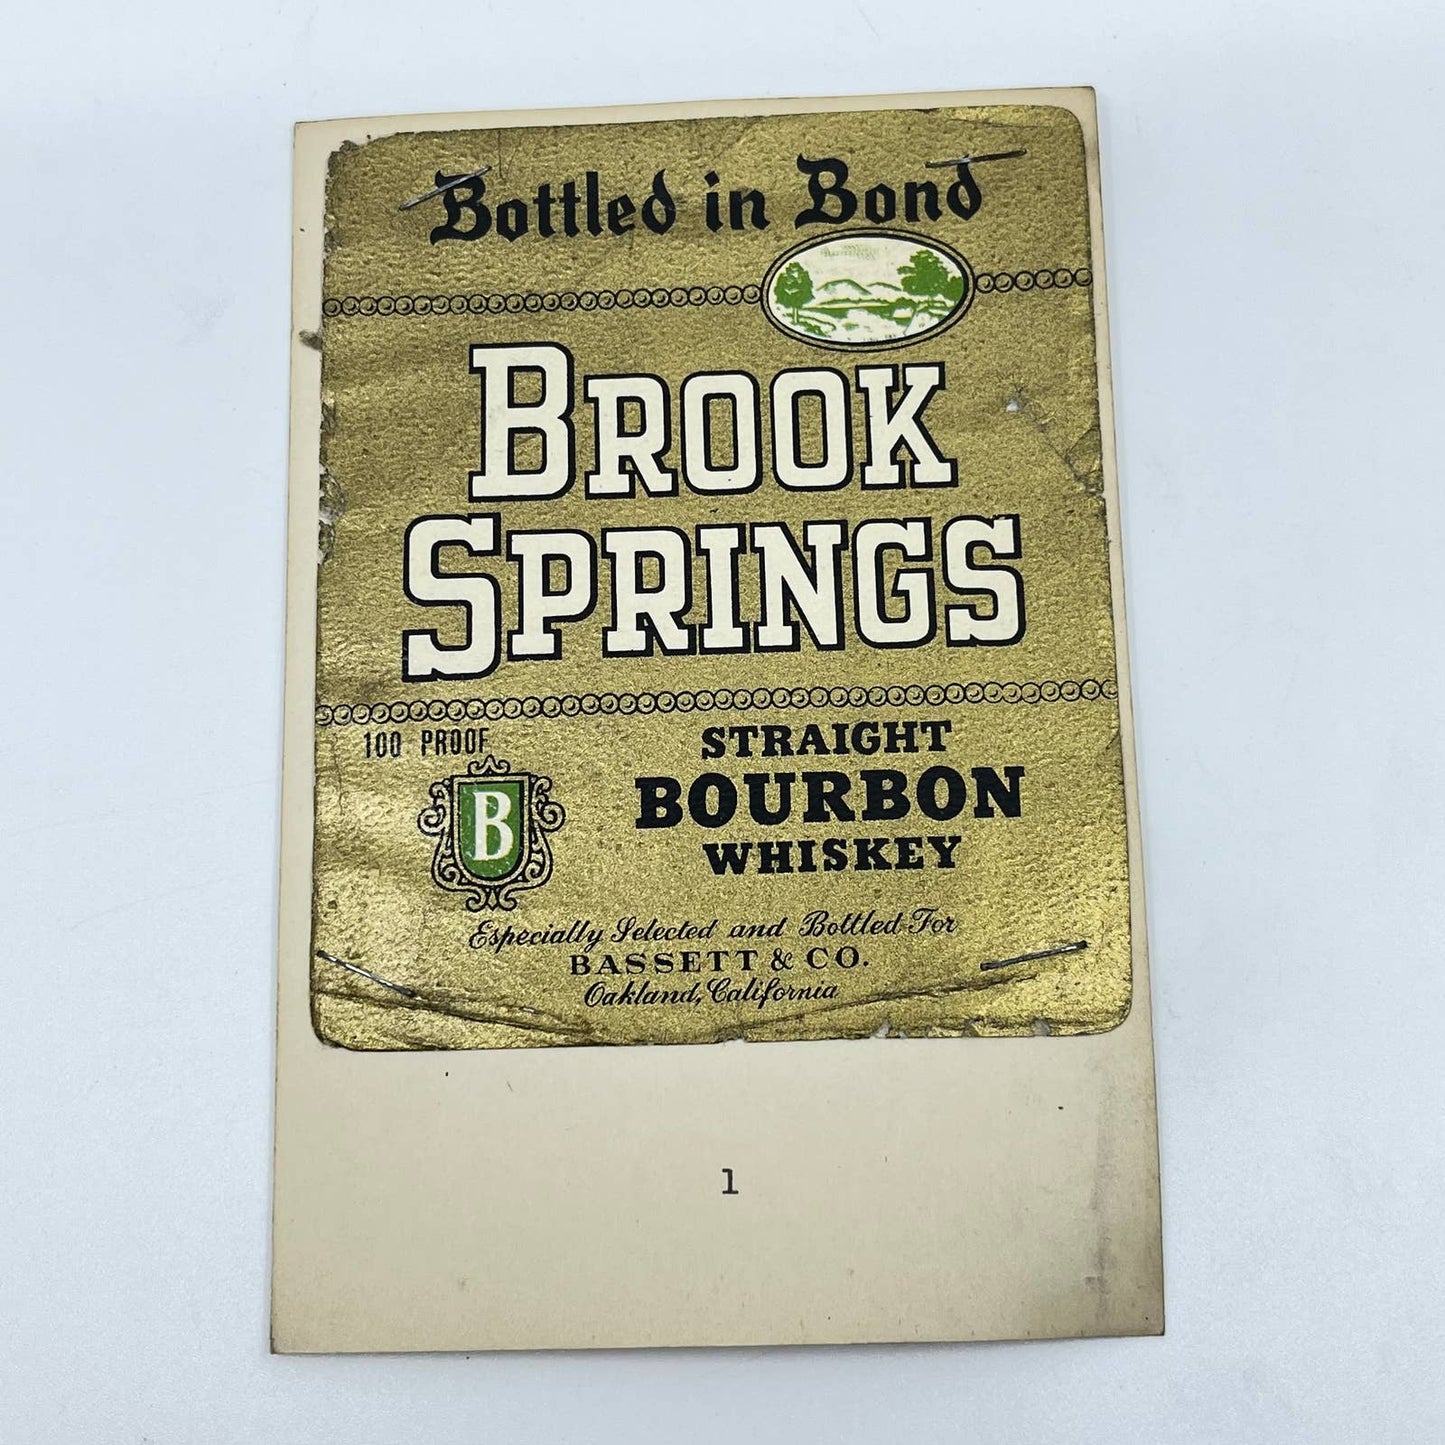 Bottled in Bond
BROOK
SPRINGS
100 PROOF
B
STRAIGHT
BOURBON
WHISKEY
Especially Selected and Bottled For
BASSETT & CO.
Oakland, California
1